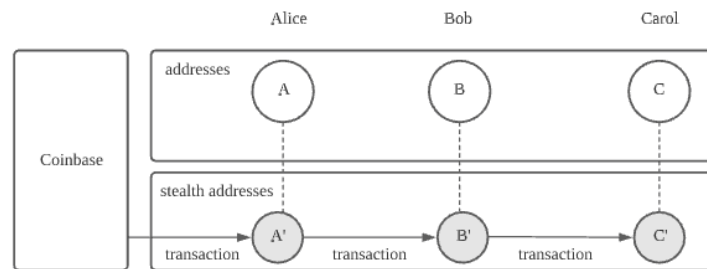 Alice Bob Carol
addresses
A B C
Coinbase
stealth addresses
A' B' C'
transaction transaction transaction